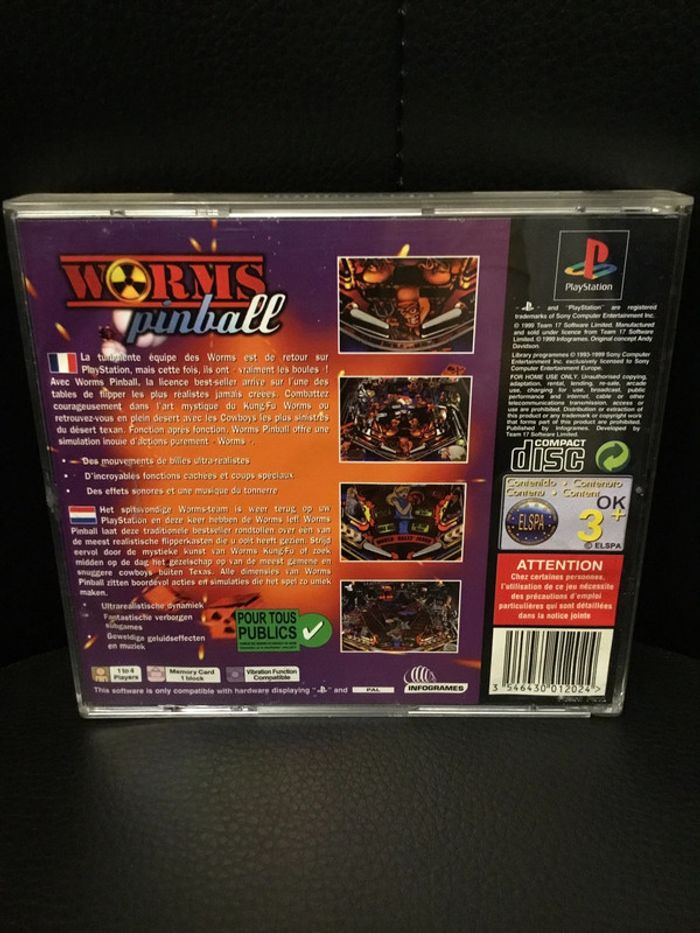 WORMS
pinball
La turbulente équipe des Worms est de retour sur
PlayStation, mais cette fois, ils ont - vraiment les boules !
Avec Worms Pinball, la licence best-seller arrive sur l'une des
tables de flipper les plus réalistes jamais créées. Combattez
courageusement dans l'art mystique du Kung-Fu Worms ou
retrouvez-vous en plein désert avec les Cowboys les plus sinistres
du désert texan. Fonction après fonction, Worms Pinball offre une
simulation inouïe d'actions purement - Worms -.
• Des mouvements de billes ultra-réalistes
• D'incroyables fonctions cachées et coups spéciaux
• Des effets sonores et une musique du tonnerre
Het spitsvondige Worms-team is weer terug op uw
PlayStation en deze keer hebben de Worms lef! Worms
Pinball laat deze traditionele bestseller rondtollen over een van
de meest realistische flipperkasten die u ooit heeft gezien. Strijd
eervol door de mystieke kunst van Worms Kung-Fu of zoek
midden op de dag het gezelschap op van de meest gemene en
snuggere cowboys buiten Texas. Alle dimensies van Worms
Pinball zitten boordevol acties en simulaties die het spel zo uniek
maken.
• Ultrarealistische dynamiek
Fantastische verborgen
subgames
Geweldige geluidseffecten
en muziek
POUR TOUS
PUBLICS
1 to 4
Players
Memory Card
1 block
Vibration Function
Compatible
This software is only compatible with hardware displaying " " and PAL
INFOGRAMES
PlayStation
" " and "PlayStation" are registered
trademarks of Sony Computer Entertainment Inc.
© 1999 Team 17 Software Limited. Manufactured
and sold under licence from Team 17 Software
Limited. © 1999 Infogrames. Original concept Andy
Davidson.
Library programmes © 1993-1999 Sony Computer
Entertainment Inc. exclusively licensed to Sony
Computer Entertainment Europe.
FOR HOME USE ONLY. Unauthorised copying,
adaptation, rental, lending, re-sale, arcade
use, charging for use, broadcast, public
performance and internet, cable or other
telecommunications transmission, access or
use are prohibited. Distribution or extraction of
this product or any trademark or copyright work
that forms part of this product are prohibited.
Published by Infogrames. Developed by
Team 17 Software Limited.
COMPACT
disc
Contenido • Contenuto
Contenu • Content
ELSPA
OK
3+
© ELSPA
ATTENTION
Chez certaines personnes,
l'utilisation de ce jeu nécessite
des précautions d'emploi
particulières qui sont détaillées
dans la notice jointe
3 546430 012024 >